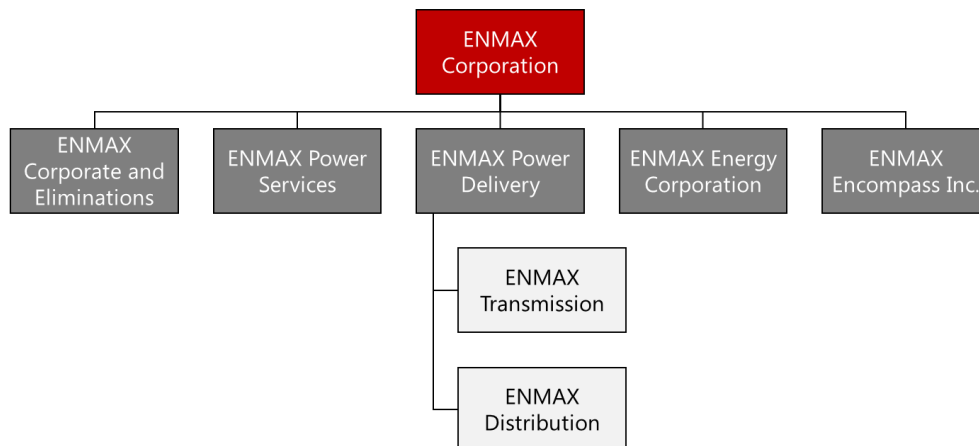 ENMAX
Corporation
ENMAX
Corporate and
Eliminations
ENMAX Power
Services
ENMAX Power
Delivery
ENMAX Energy
Corporation
ENMAX
Encompass Inc.
ENMAX
Transmission
ENMAX
Distribution